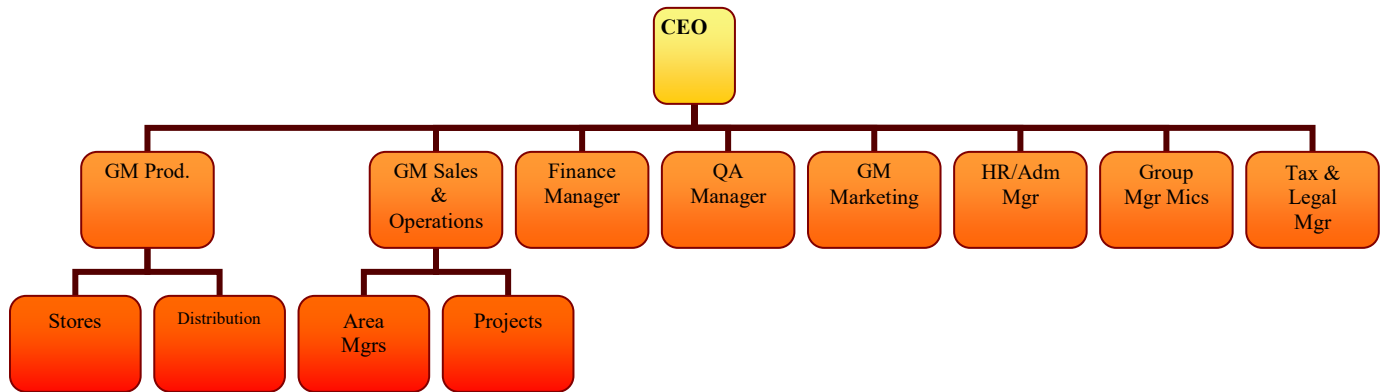 CEO
GM Prod.
GM Sales
&
Operations
Finance
Manager
QA
Manager
GM
Marketing
HR/Adm
Mgr
Group
Mgr Mics
Tax &
Legal
Mgr
Stores
Distribution
Area
Mgrs
Projects